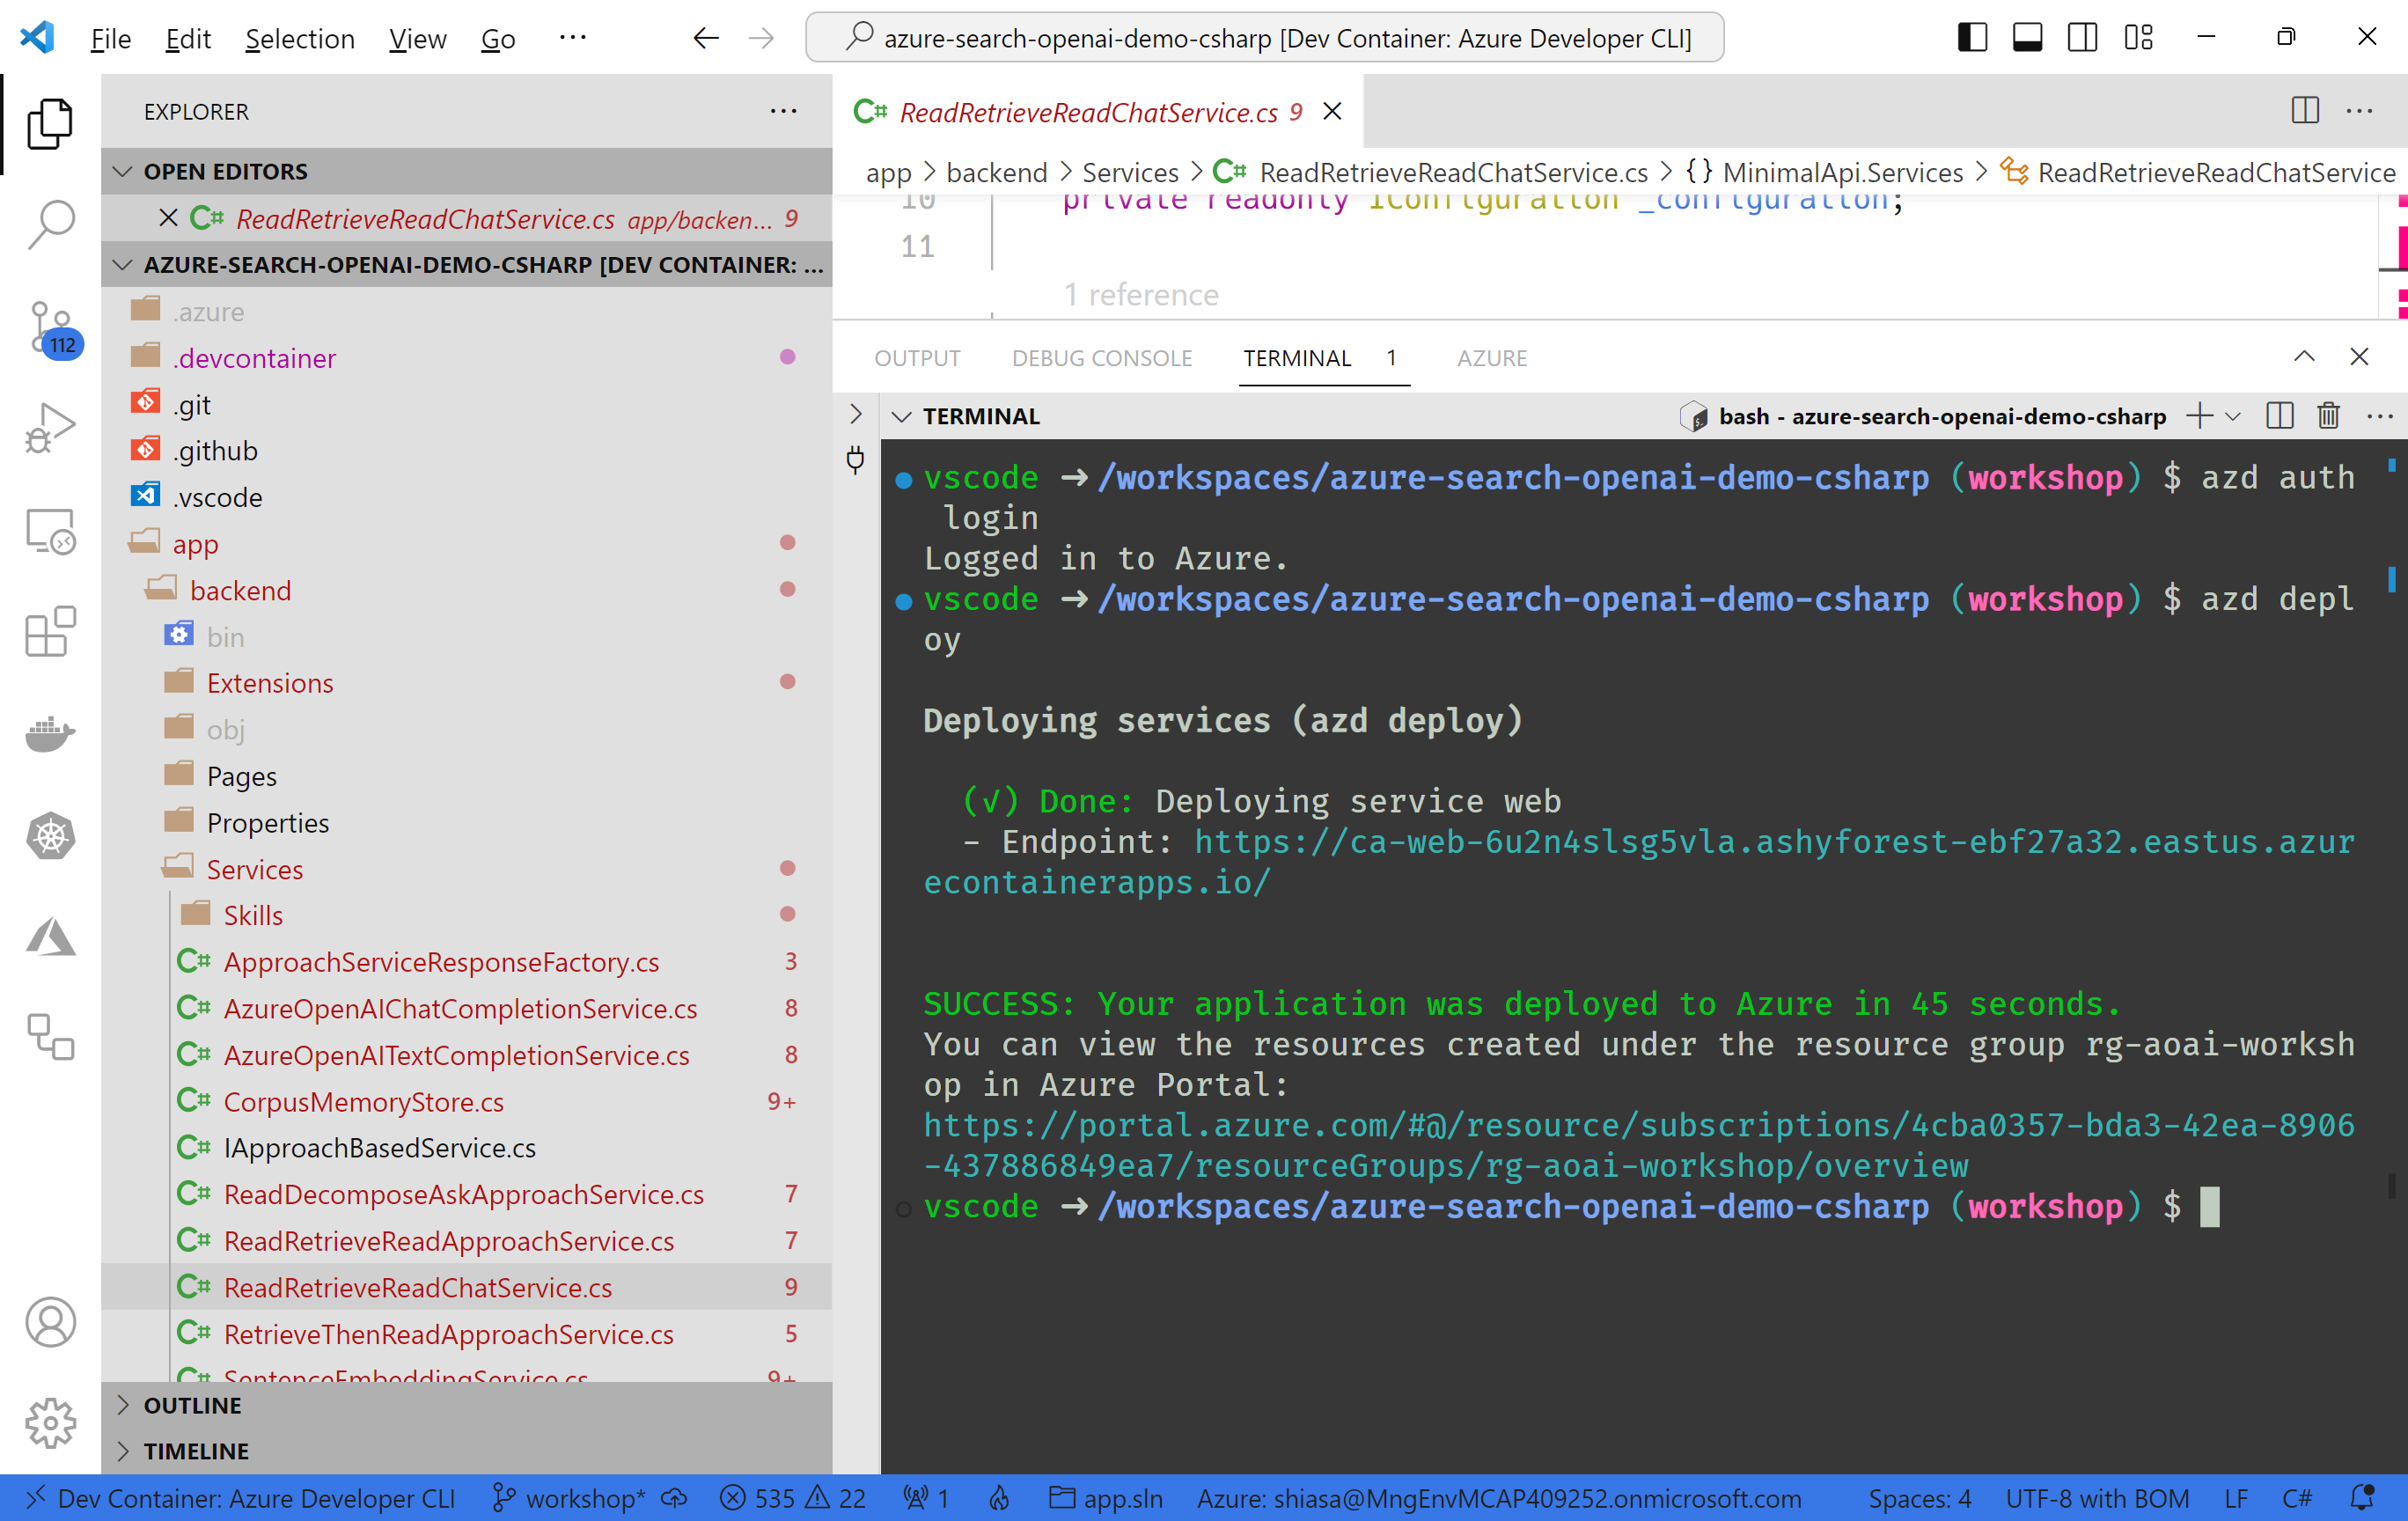 File Edit Selection View Go ···
azure-search-openai-demo-csharp [Dev Container: Azure Developer CLI]
EXPLORER
OPEN EDITORS
ReadRetrieveReadChatService.cs app/backen... 9
AZURE-SEARCH-OPENAI-DEMO-CSHARP [DEV CONTAINER: ...
.azure
.devcontainer
.git
.github
.vscode
app
backend
bin
Extensions
obj
Pages
Properties
Services
Skills
ApproachServiceResponseFactory.cs 3
AzureOpenAIChatCompletionService.cs 8
AzureOpenAITextCompletionService.cs 8
CorpusMemoryStore.cs 9+
IApproachBasedService.cs
ReadDecomposeAskApproachService.cs 7
ReadRetrieveReadApproachService.cs 7
ReadRetrieveReadChatService.cs 9
RetrieveThenReadApproachService.cs 5
SentenceEmbeddingService.cs 9+
OUTLINE
TIMELINE
112
ReadRetrieveReadChatService.cs 9
app > backend > Services > ReadRetrieveReadChatService.cs > {} MinimalApi.Services > ReadRetrieveReadChatService
10 private readonly IConfiguration _configuration;
11
1 reference
OUTPUT DEBUG CONSOLE TERMINAL 1 AZURE
TERMINAL
bash - azure-search-openai-demo-csharp
vscode ➜ /workspaces/azure-search-openai-demo-csharp (workshop) $ azd auth
login
Logged in to Azure.
vscode ➜ /workspaces/azure-search-openai-demo-csharp (workshop) $ azd depl
oy
Deploying services (azd deploy)
(√) Done: Deploying service web
- Endpoint: https://ca-web-6u2n4slsg5vla.ashyforest-ebf27a32.eastus.azur
econtainerapps.io/
SUCCESS: Your application was deployed to Azure in 45 seconds.
You can view the resources created under the resource group rg-aoai-worksh
op in Azure Portal:
https://portal.azure.com/#@/resource/subscriptions/4cba0357-bda3-42ea-8906
-437886849ea7/resourceGroups/rg-aoai-workshop/overview
vscode ➜ /workspaces/azure-search-openai-demo-csharp (workshop) $
Dev Container: Azure Developer CLI workshop* 535 22 1 app.sln Azure: shiasa@MngEnvMCAP409252.onmicrosoft.com Spaces: 4 UTF-8 with BOM LF C#